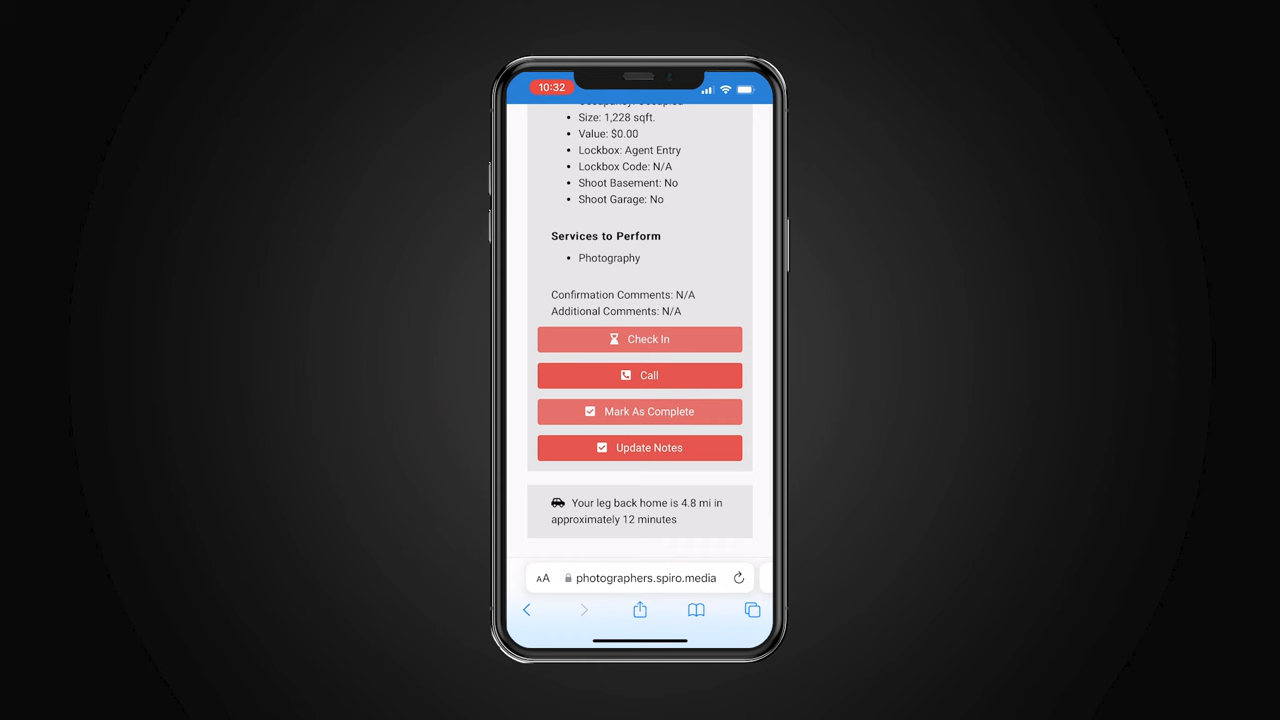 10:32
Size: 1,228 sqft.
Value: $0.00
Lockbox: Agent Entry
Lockbox Code: N/A
Shoot Basement: No
Shoot Garage: No
Services to Perform
Photography
Confirmation Comments: N/A
Additional Comments: N/A
Check In
Call
Mark As Complete
Update Notes
Your leg back home is 4.8 mi in
approximately 12 minutes
AA photographers.spiro.media